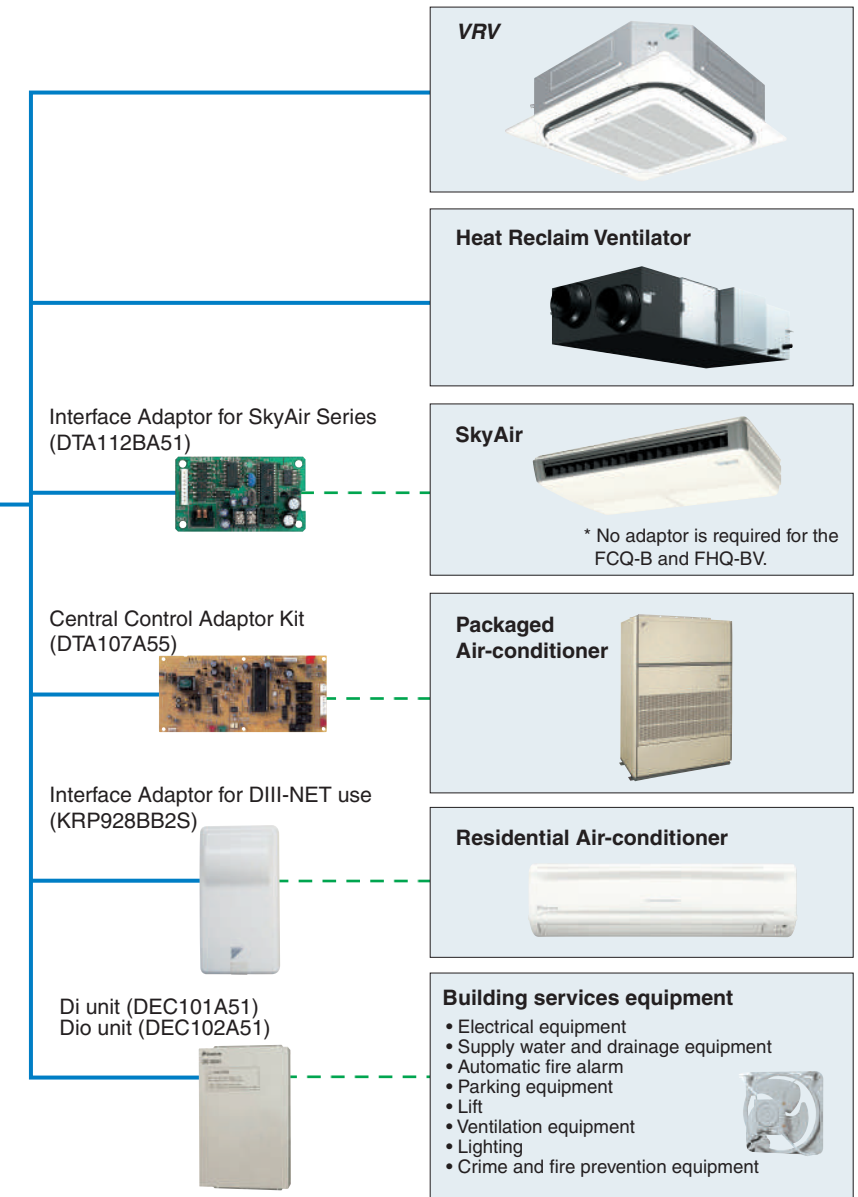 VRV
Heat Reclaim Ventilator
Interface Adaptor for SkyAir Series
(DTA112BA51)
SkyAir
* No adaptor is required for the
FCQ-B and FHQ-BV.
Central Control Adaptor Kit
(DTA107A55)
Packaged
Air-conditioner
Interface Adaptor for DIII-NET use
(KRP928BB2S)
Residential Air-conditioner
Di unit (DEC101A51)
Dio unit (DEC102A51)
Building services equipment
• Electrical equipment
• Supply water and drainage equipment
• Automatic fire alarm
• Parking equipment
• Lift
• Ventilation equipment
• Lighting
• Crime and fire prevention equipment